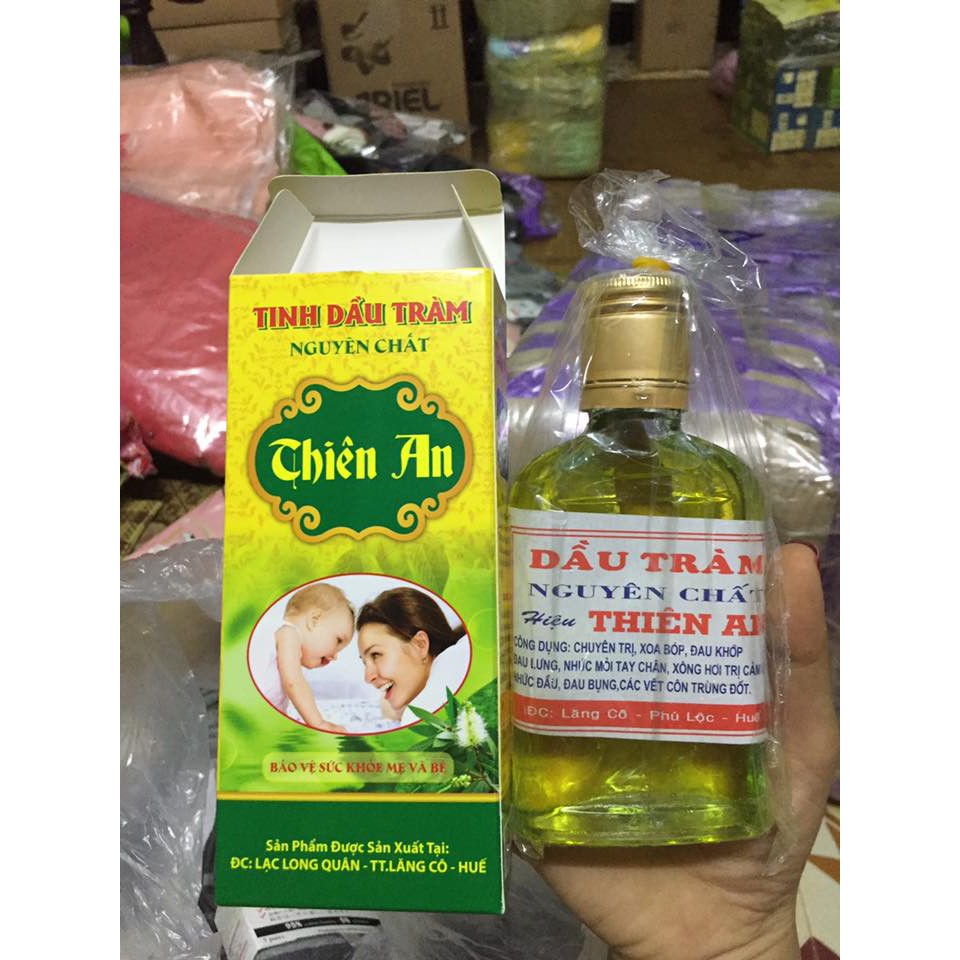 TINH DẦU TRÀM
NGUYÊN CHẤT
Thiên An
BẢO VỆ SỨC KHỎE MẸ VÀ BÉ
Sản Phẩm Được Sản Xuất Tại:
ĐC: LẠC LONG QUÂN - TT.LĂNG CÔ - HUẾ
DẦU TRÀM
NGUYÊN CHẤT
Hiệu THIÊN AN
CÔNG DỤNG: CHUYÊN TRỊ, XOA BÓP, ĐAU KHỚP
ĐAU LƯNG, NHỨC MỎI TAY CHÂN, XÔNG HƠI TRỊ CẢM
NHỨC ĐẦU, ĐAU BỤNG,CÁC VẾT CÔN TRÙNG ĐỐT.
ĐC: Lăng Cô - Phú Lộc - Huế
RIEL
95%